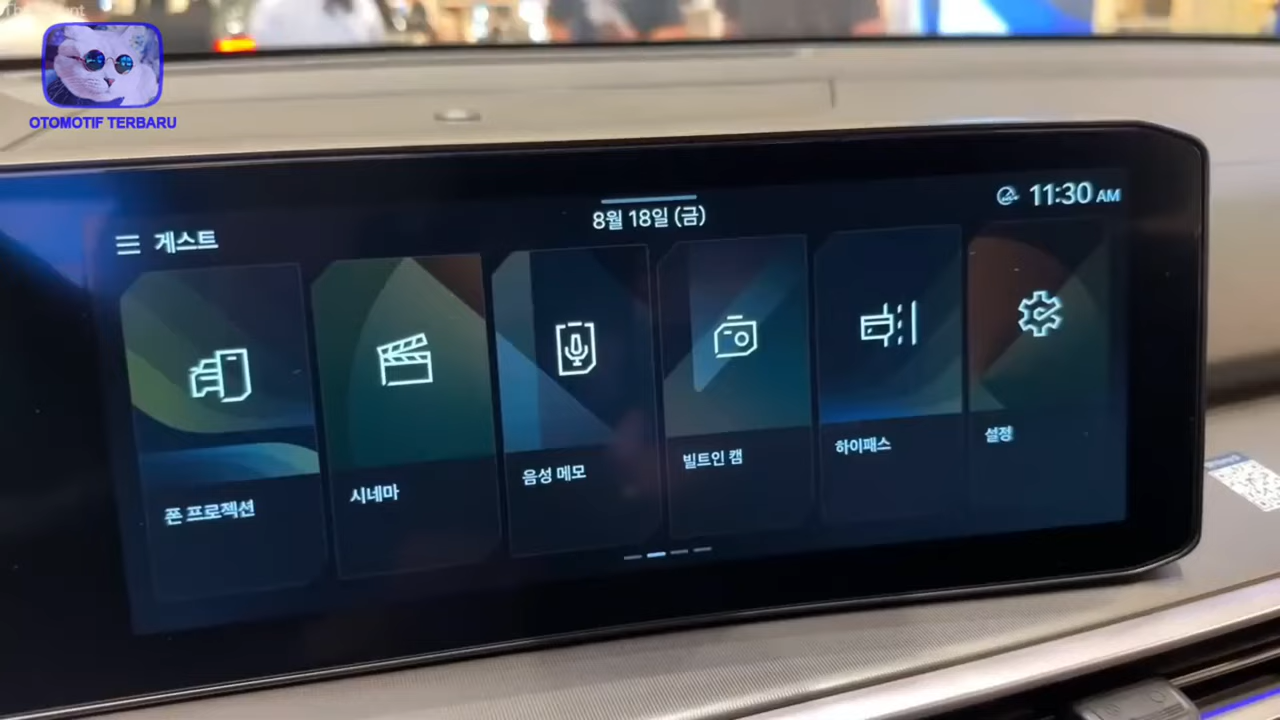 OTOMOTIF TERBARU
8월 18일 (금)
11:30 AM
게스트
폰 프로젝션
시네마
음성 메모
빌트인 캠
하이패스
설정